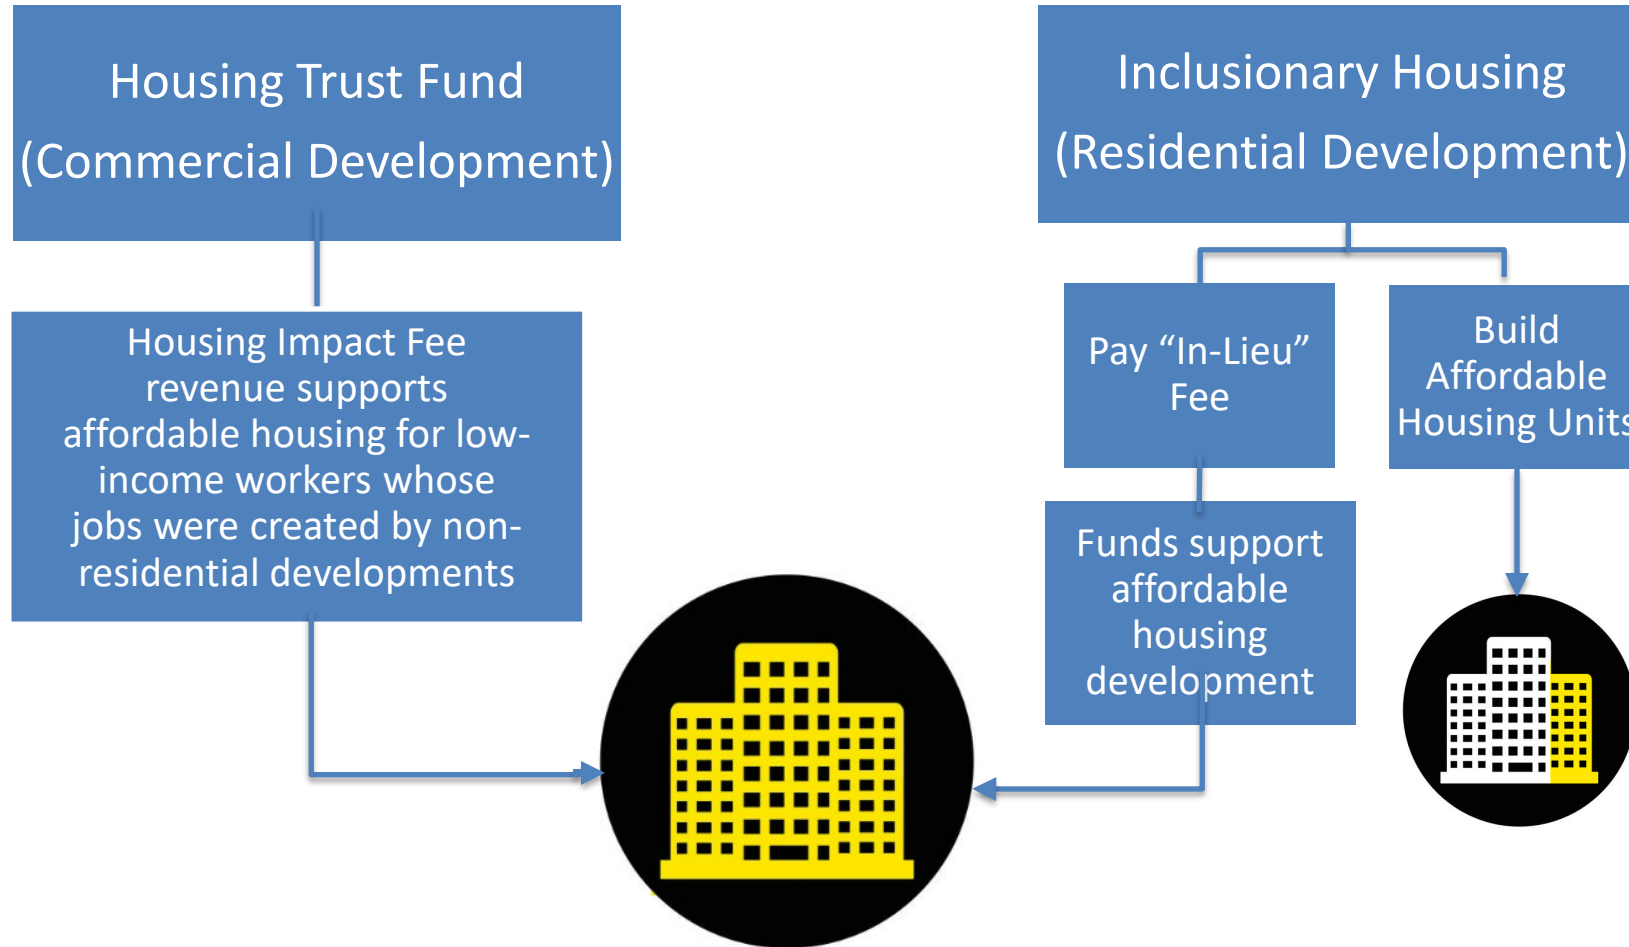 Housing Trust Fund
(Commercial Development)
Housing Impact Fee
revenue supports
affordable housing for low-
income workers whose
jobs were created by non-
residential developments
Inclusionary Housing
(Residential Development)
Pay “In-Lieu”
Fee
Funds support
affordable
housing
development
Build
Affordable
Housing Units